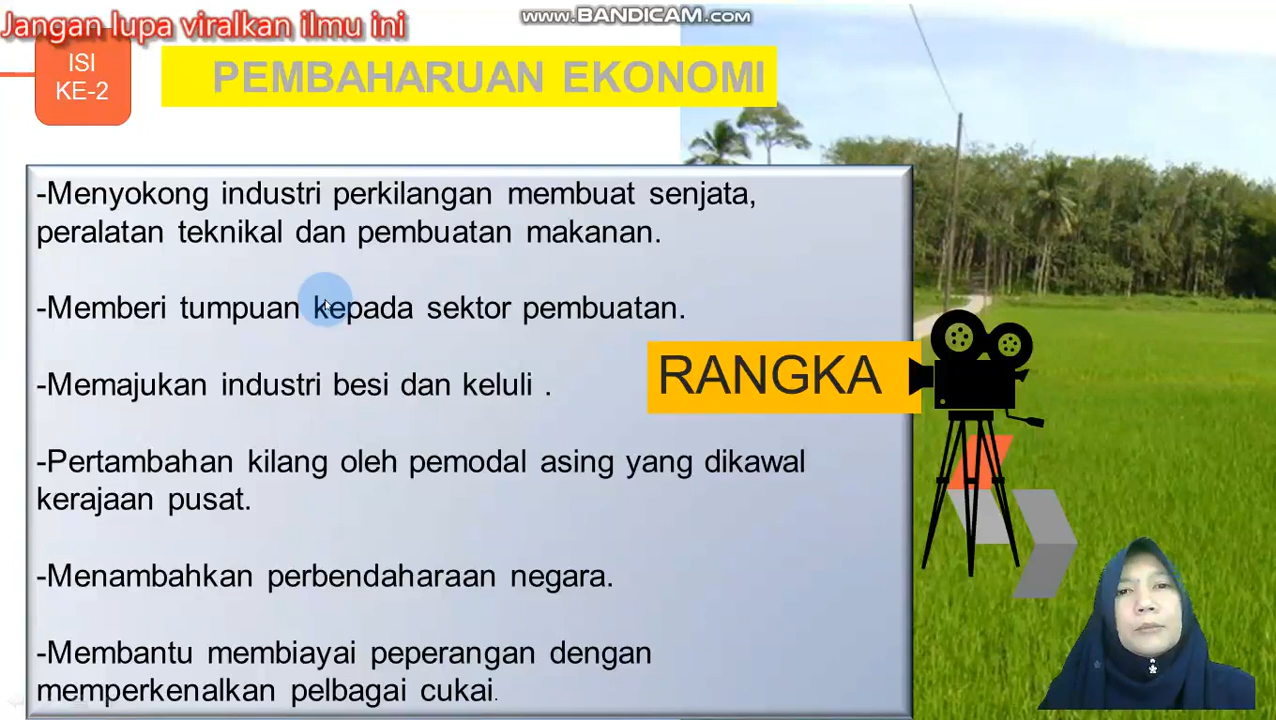 Jangan lupa viralkan ilmu ini
www.BANDICAM.com
ISI
KE-2
PEMBAHARUAN EKONOMI
-Menyokong industri perkilangan membuat senjata,
peralatan teknikal dan pembuatan makanan.
-Memberi tumpuan kepada sektor pembuatan.
-Memajukan industri besi dan keluli .
RANGKA
-Pertambahan kilang oleh pemodal asing yang dikawal
kerajaan pusat.
-Menambahkan perbendaharaan negara.
-Membantu membiayai peperangan dengan
memperkenalkan pelbagai cukai.